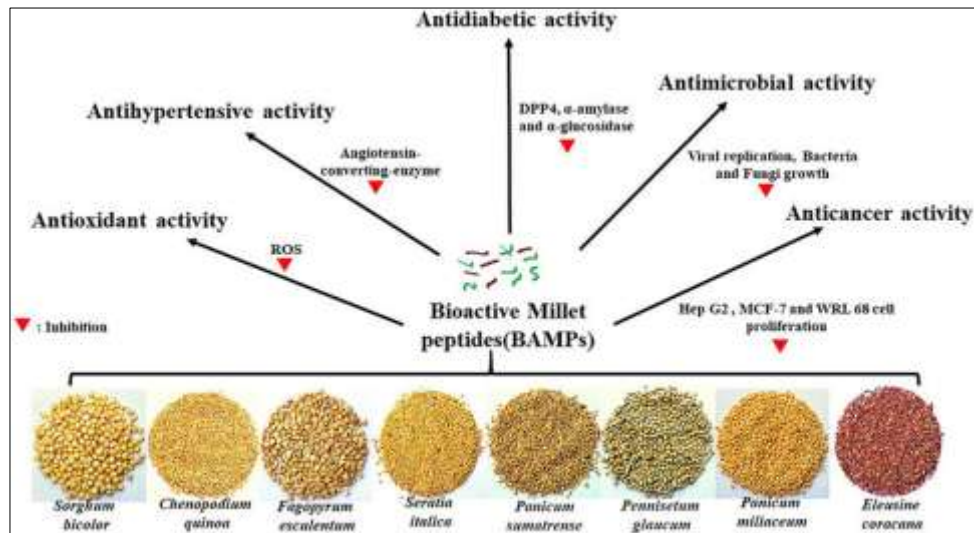 Antidiabetic activity
Antimicrobial activity
Antihypertensive activity
DPP4, α-amylase
and α-glucosidase
Angiotensin-
converting-enzyme
Viral replication, Bacteria
and Fungi growth
Antioxidant activity
Anticancer activity
ROS
Bioactive Millet
peptides(BAMPs)
Hep G2 , MCF-7 and WRL 68 cell
proliferation
: Inhibition
Sorghum
bicolor
Chenopodium
quinoa
Fagopyrum
esculentum
Seratia
italica
Panicum
sumatrense
Pennisetum
glaucum
Panicum
miliaceum
Eleusine
coracana